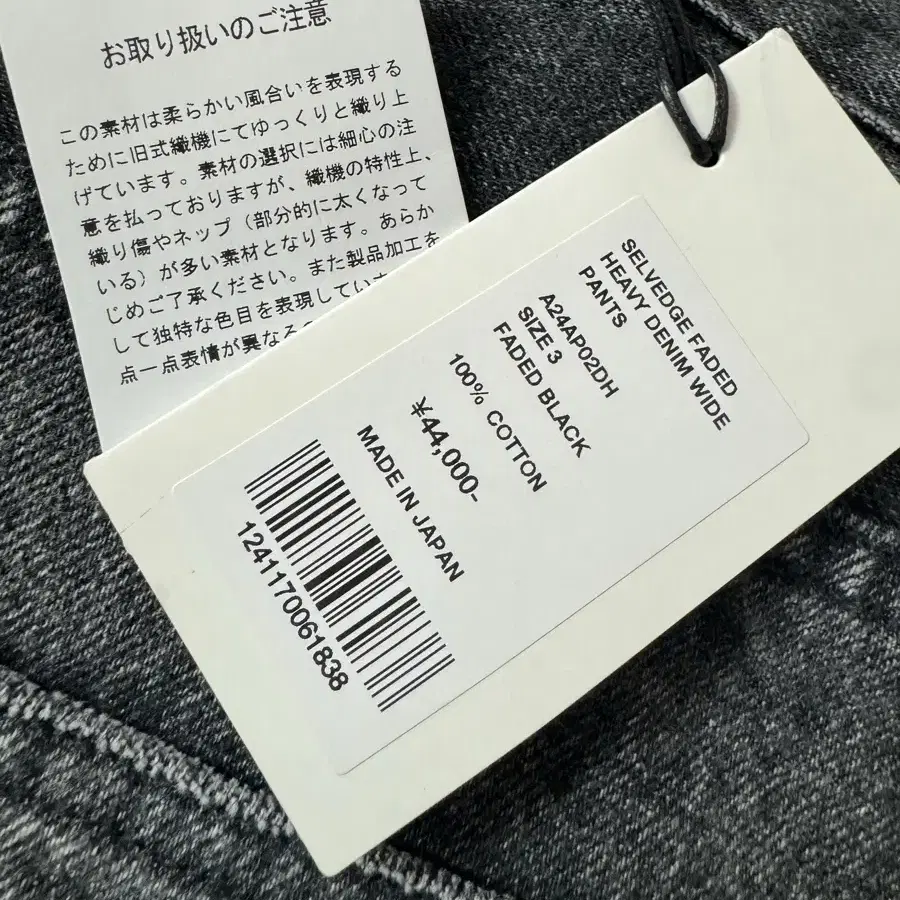 お取り扱いのご注意
この素材は柔らかい風合いを表現する
ために旧式織機にてゆっくりと織り上
げています。素材の選択には細心の注
意を払っておりますが、織機の特性上、
織り傷やネップ（部分的に太くなって
いる）が多い素材となります。あらか
じめご了承ください。また製品加工を
して独特な色目を表現していま
点一点表情が異なる
SELVEDGE FADED
HEAVY DENIM WIDE
PANTS
A24AP02DH
SIZE 3
FADED BLACK
100% COTTON
¥44,000-
MADE IN JAPAN
1241170061838